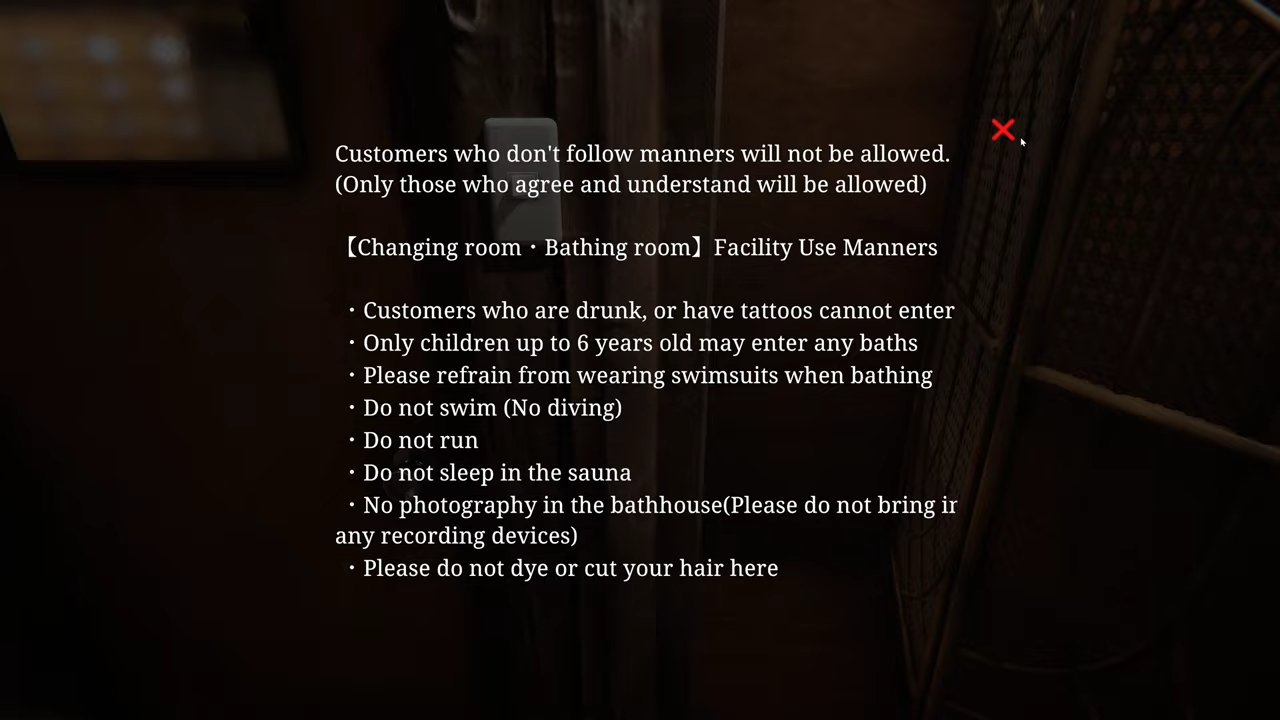 Customers who don't follow manners will not be allowed.
(Only those who agree and understand will be allowed)
【Changing room・Bathing room】Facility Use Manners
・Customers who are drunk, or have tattoos cannot enter
・Only children up to 6 years old may enter any baths
・Please refrain from wearing swimsuits when bathing
・Do not swim (No diving)
・Do not run
・Do not sleep in the sauna
・No photography in the bathhouse(Please do not bring in
any recording devices)
・Please do not dye or cut your hair here